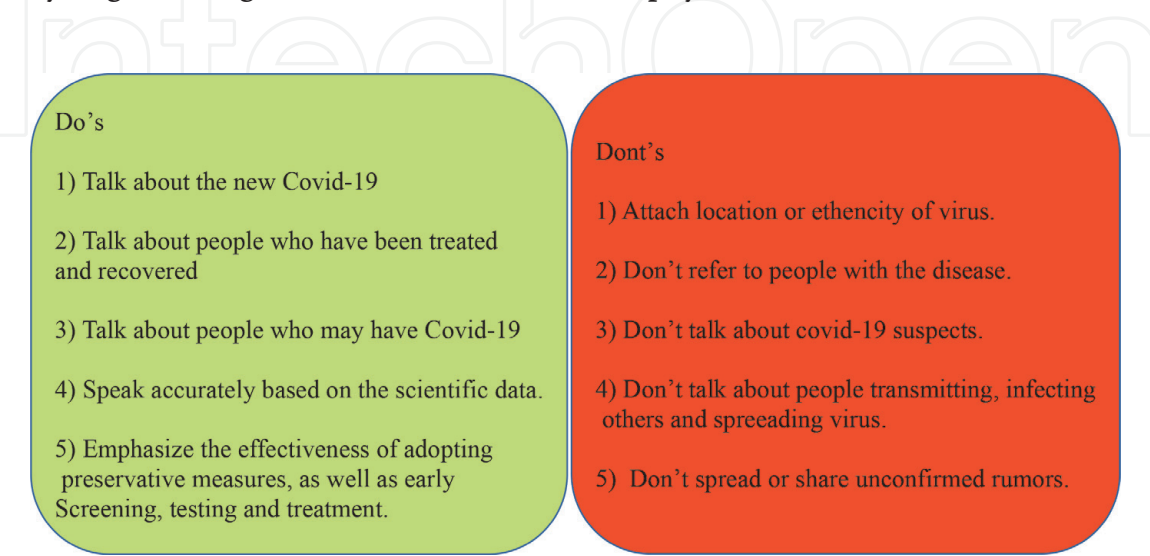 IntechOpen
Do's
1) Talk about the new Covid-19
2) Talk about people who have been treated
and recovered
3) Talk about people who may have Covid-19
4) Speak accurately based on the scientific data.
5) Emphasize the effectiveness of adopting
preservative measures, as well as early
Screening, testing and treatment.
Dont's
1) Attach location or ethencity of virus.
2) Don't refer to people with the disease.
3) Don't talk about covid-19 suspects.
4) Don't talk about people transmitting, infecting
others and spreeading virus.
5) Don't spread or share unconfirmed rumors.